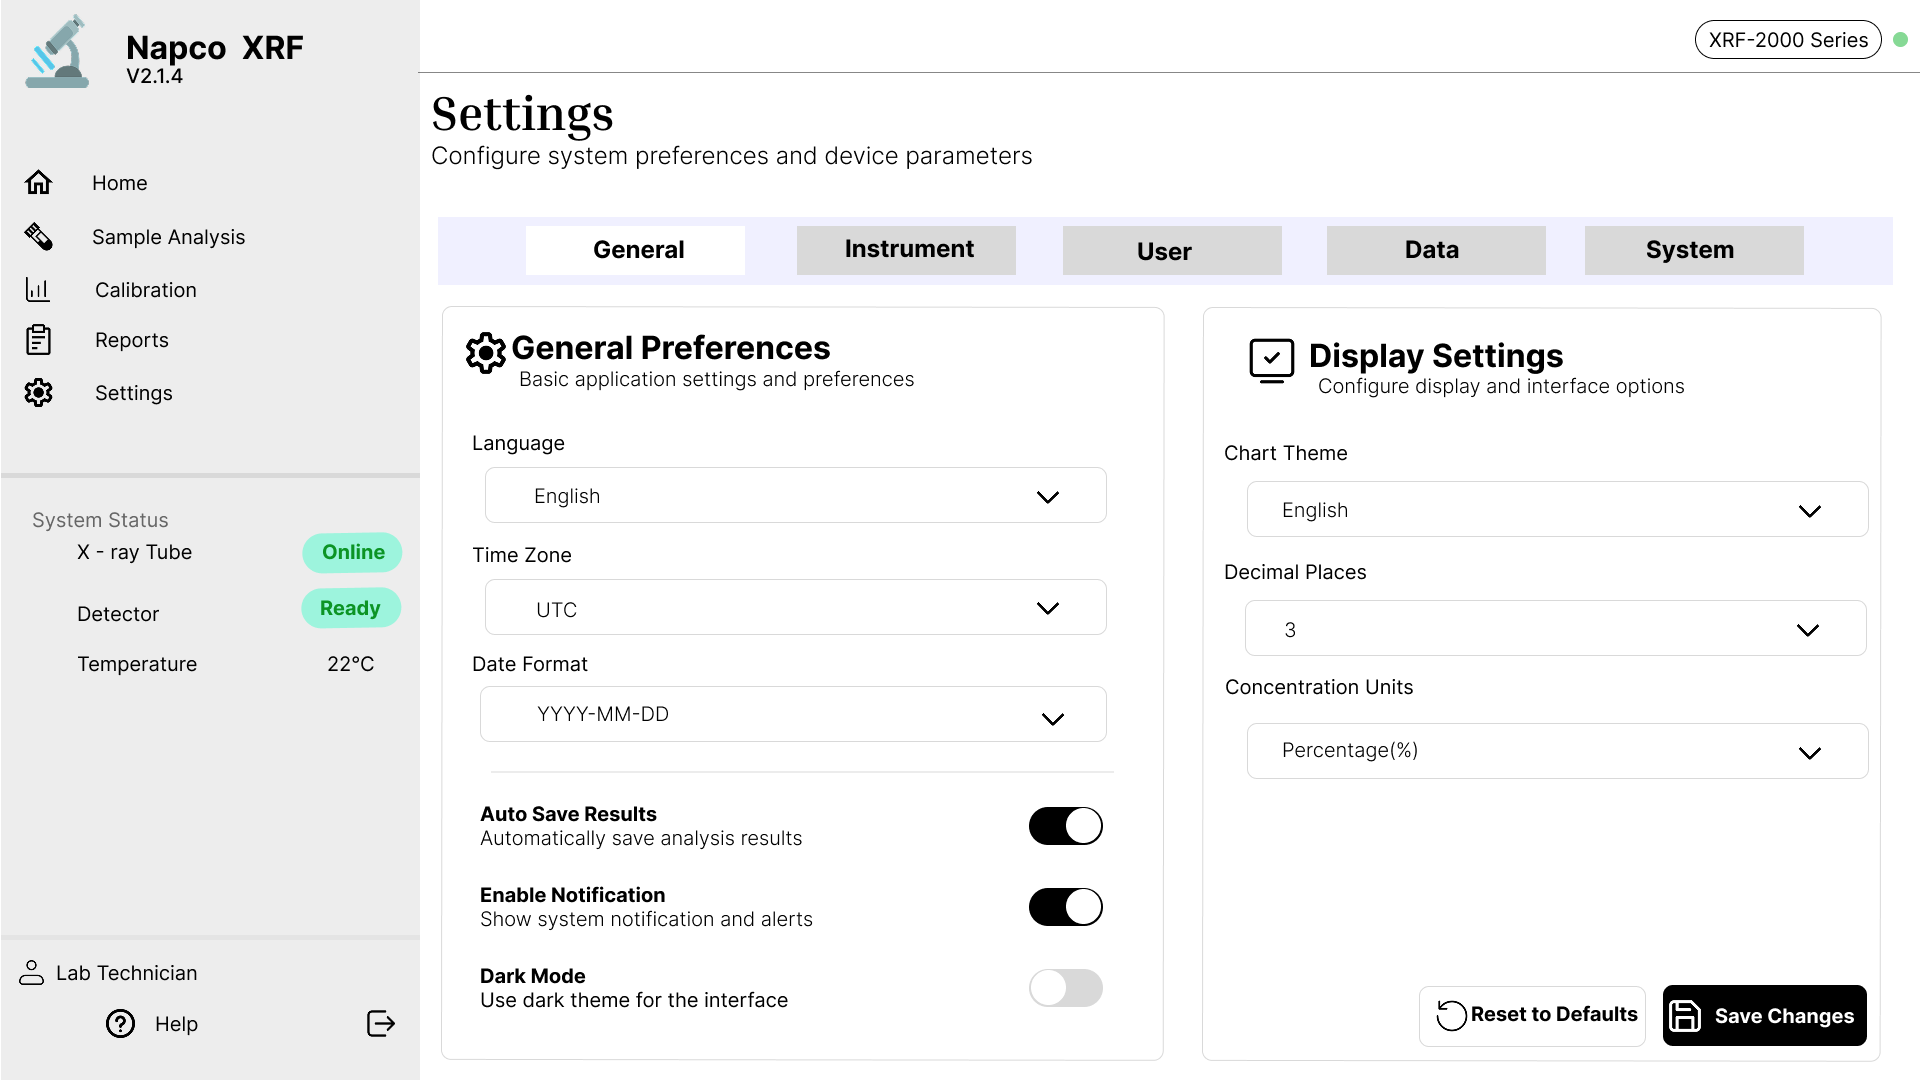 Napco XRF
V2.1.4
Home
Sample Analysis
Calibration
Reports
Settings
System Status
X - ray Tube Online
Detector Ready
Temperature 22°C
Lab Technician
Help
XRF-2000 Series
Settings
Configure system preferences and device parameters
General Instrument User Data System
General Preferences
Basic application settings and preferences
Language
English
Time Zone
UTC
Date Format
YYYY-MM-DD
Auto Save Results
Automatically save analysis results
Enable Notification
Show system notification and alerts
Dark Mode
Use dark theme for the interface
Display Settings
Configure display and interface options
Chart Theme
English
Decimal Places
3
Concentration Units
Percentage(%)
Reset to Defaults Save Changes